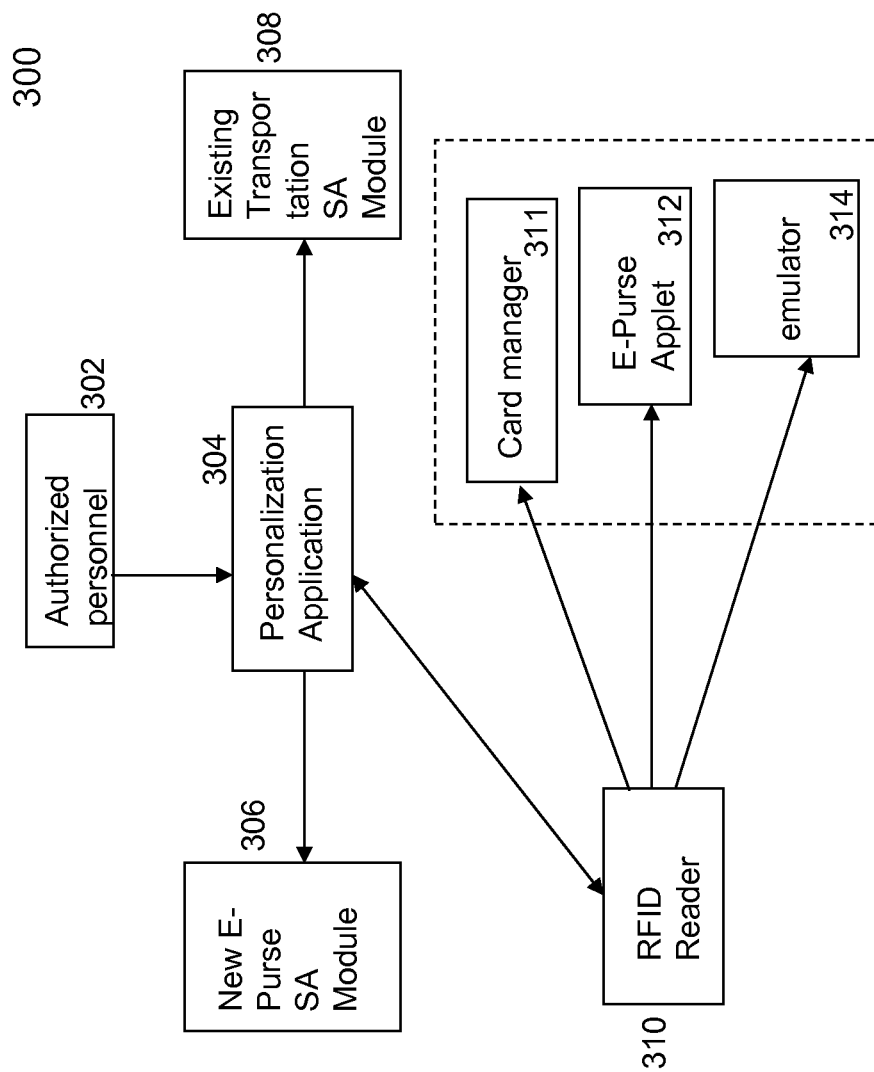 300
Authorized
personnel
302
304
Personalization
Application
306
New E-
Purse
SA
Module
308
Existing
Transpor
tation
SA
Module
310
RFID
Reader
Card manager
311
E-Purse
Applet
312
emulator
314